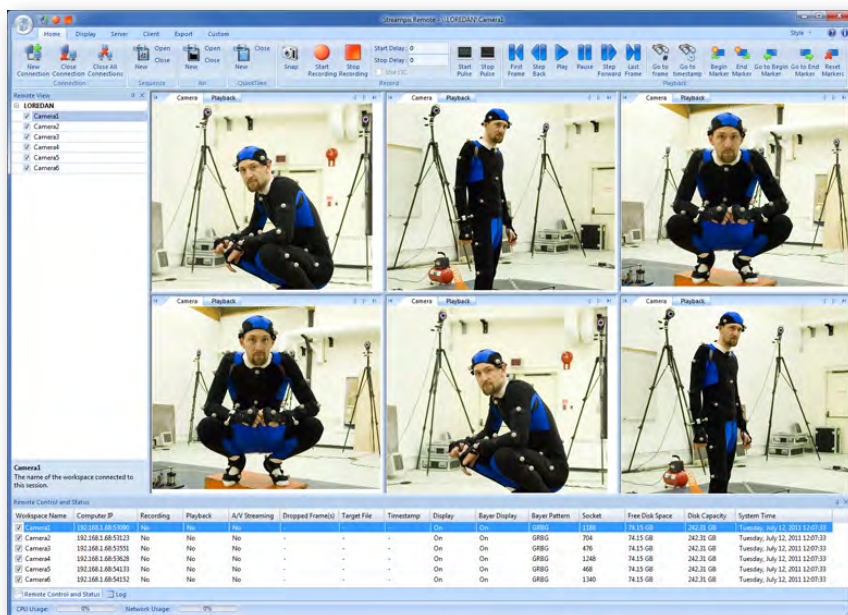 Streampix Remote - \\LOREDAN\Camera1
Home Display Server Client Export Custom Style
New Connection Close Connection Close All Connections
New Open Close New Open Close New Close
Snap Start Recording Stop Recording
Start Delay: 0
Stop Delay: 0
Start Pulse Stop Pulse First Frame Step Back Play Pause Step Forward Last Frame Go to frame Go to timestamp Begin Marker End Marker Go to Begin Marker Go to End Marker Reset Markers
Connection Sequence QuickTime Record Playback
Remote View
LOREDAN
Camera1
Camera2
Camera3
Camera4
Camera5
Camera6
Camera Playback Camera Playback Camera Playback
Camera Playback Camera Playback Camera Playback
Camera1
The name of the workspace connected to
this session.
Remote Control and Status
Workspace Name Computer IP Recording Playback A/V Streaming Dropped Frame(s) Target File Timestamp Display Bayer Display Bayer Pattern Socket Free Disk Space Disk Capacity System Time
Camera1 192.168.1.68:53090 No No No - - - On On GRBG 1180 74.15 GB 242.31 GB Tuesday, July 12, 2011 12:07:33
Camera2 192.168.1.68:53123 No No No - - - On On GRBG 704 74.15 GB 242.31 GB Tuesday, July 12, 2011 12:07:33
Camera3 192.168.1.68:53551 No No No - - - On On GRBG 476 74.15 GB 242.31 GB Tuesday, July 12, 2011 12:07:33
Camera4 192.168.1.68:53628 No No No - - - On On GRBG 1248 74.15 GB 242.31 GB Tuesday, July 12, 2011 12:07:33
Camera5 192.168.1.68:54133 No No No - - - On On GRBG 468 74.15 GB 242.31 GB Tuesday, July 12, 2011 12:07:33
Camera6 192.168.1.68:54152 No No No - - - On On GRBG 1340 74.15 GB 242.31 GB Tuesday, July 12, 2011 12:07:33
Remote Control and Status Log
CPU Usage: 0% Network Usage: 0%